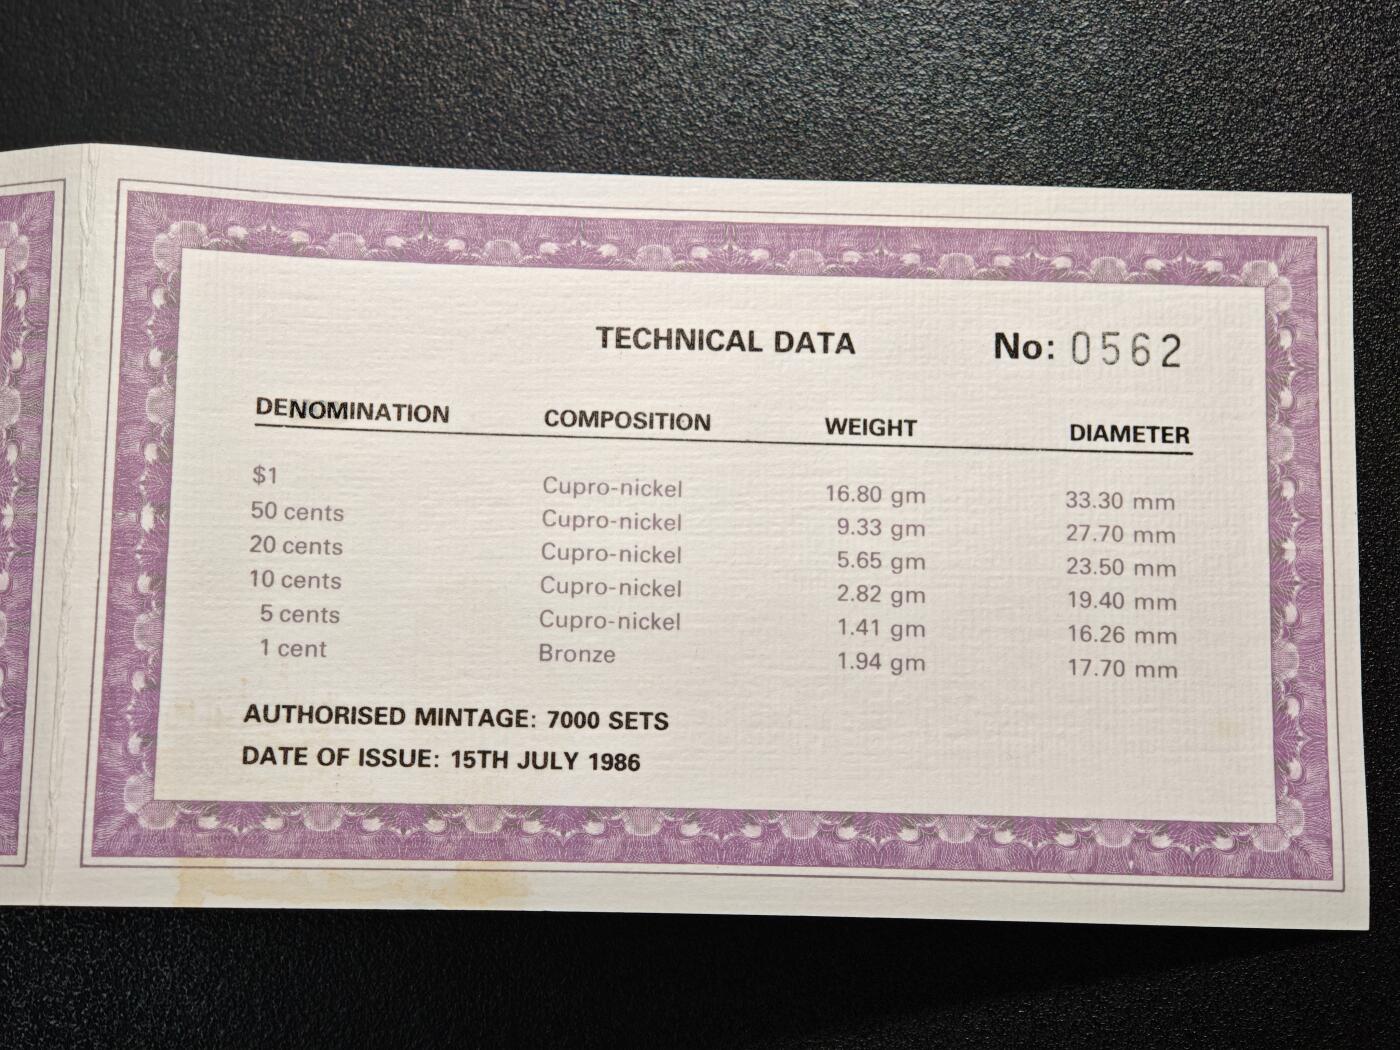 TECHNICAL DATA No: 0562
DENOMINATION COMPOSITION WEIGHT DIAMETER
$1 Cupro-nickel 16.80 gm 33.30 mm
50 cents Cupro-nickel 9.33 gm 27.70 mm
20 cents Cupro-nickel 5.65 gm 23.50 mm
10 cents Cupro-nickel 2.82 gm 19.40 mm
5 cents Cupro-nickel 1.41 gm 16.26 mm
1 cent Bronze 1.94 gm 17.70 mm
AUTHORISED MINTAGE: 7000 SETS
DATE OF ISSUE: 15TH JULY 1986